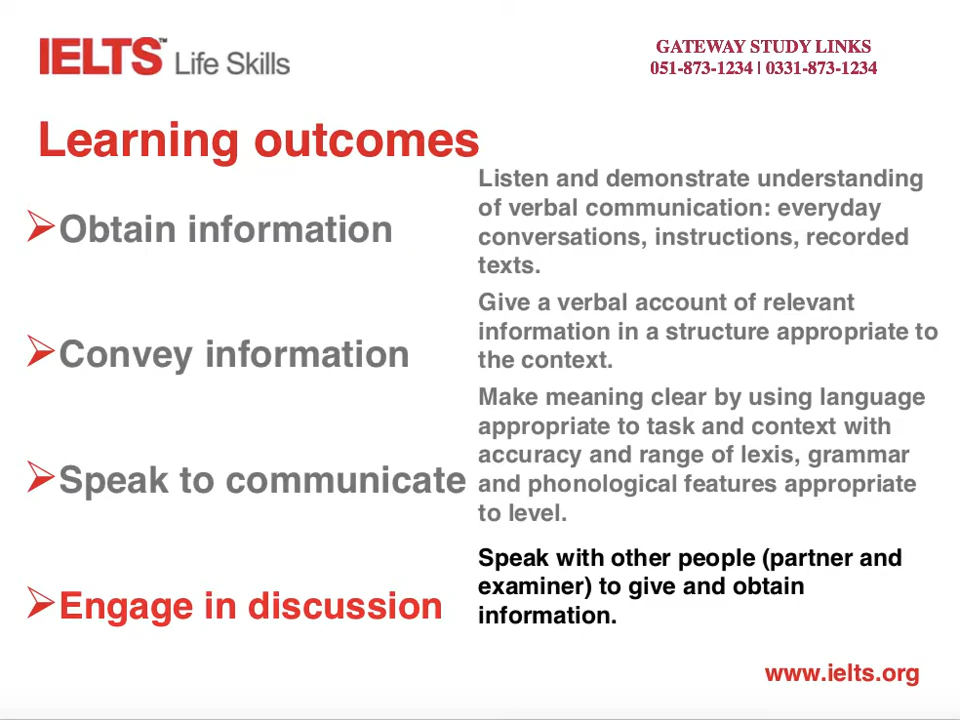 IELTS™ Life Skills
GATEWAY STUDY LINKS
051-873-1234 | 0331-873-1234
Learning outcomes
Obtain information
Listen and demonstrate understanding
of verbal communication: everyday
conversations, instructions, recorded
texts.
Convey information
Give a verbal account of relevant
information in a structure appropriate to
the context.
Speak to communicate
Make meaning clear by using language
appropriate to task and context with
accuracy and range of lexis, grammar
and phonological features appropriate
to level.
Engage in discussion
Speak with other people (partner and
examiner) to give and obtain
information.
www.ielts.org